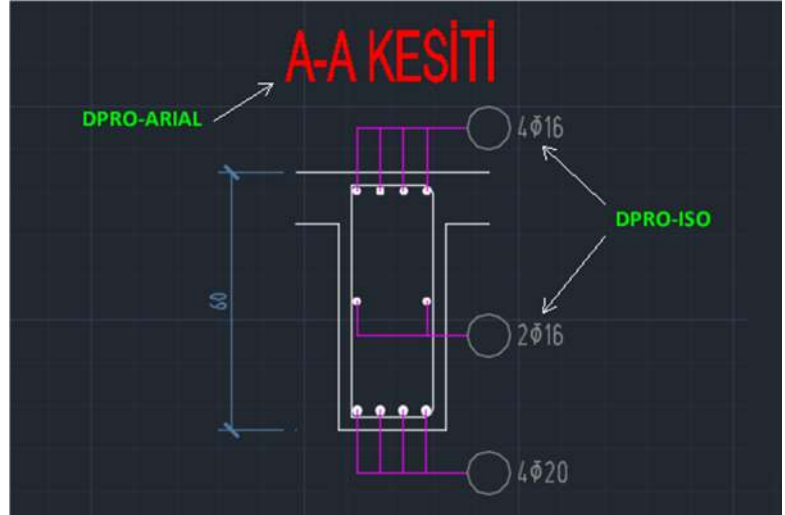 A-A KESİTİ
DPRO-ARIAL
4Φ16
DPRO-ISO
60
2Φ16
4Φ20